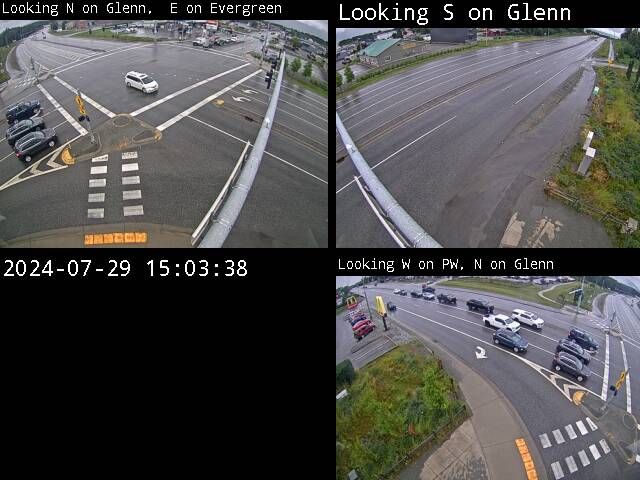 Looking N on Glenn, E on Evergreen
Looking S on Glenn
2024-07-29 15:03:38
Looking W on PW, N on Glenn